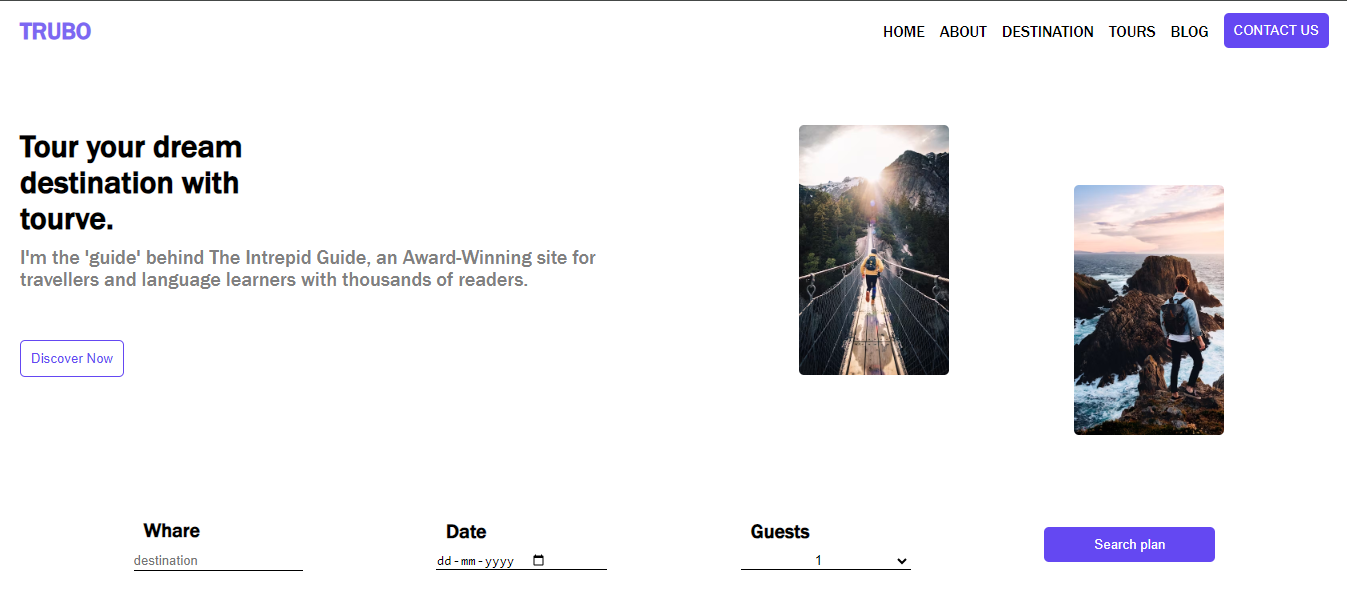 TRUBO
HOME ABOUT DESTINATION TOURS BLOG CONTACT US
Tour your dream
destination with
tourve.
I'm the 'guide' behind The Intrepid Guide, an Award-Winning site for
travellers and language learners with thousands of readers.
Discover Now
Whare
destination
Date
dd-mm-yyyy
Guests
1
Search plan